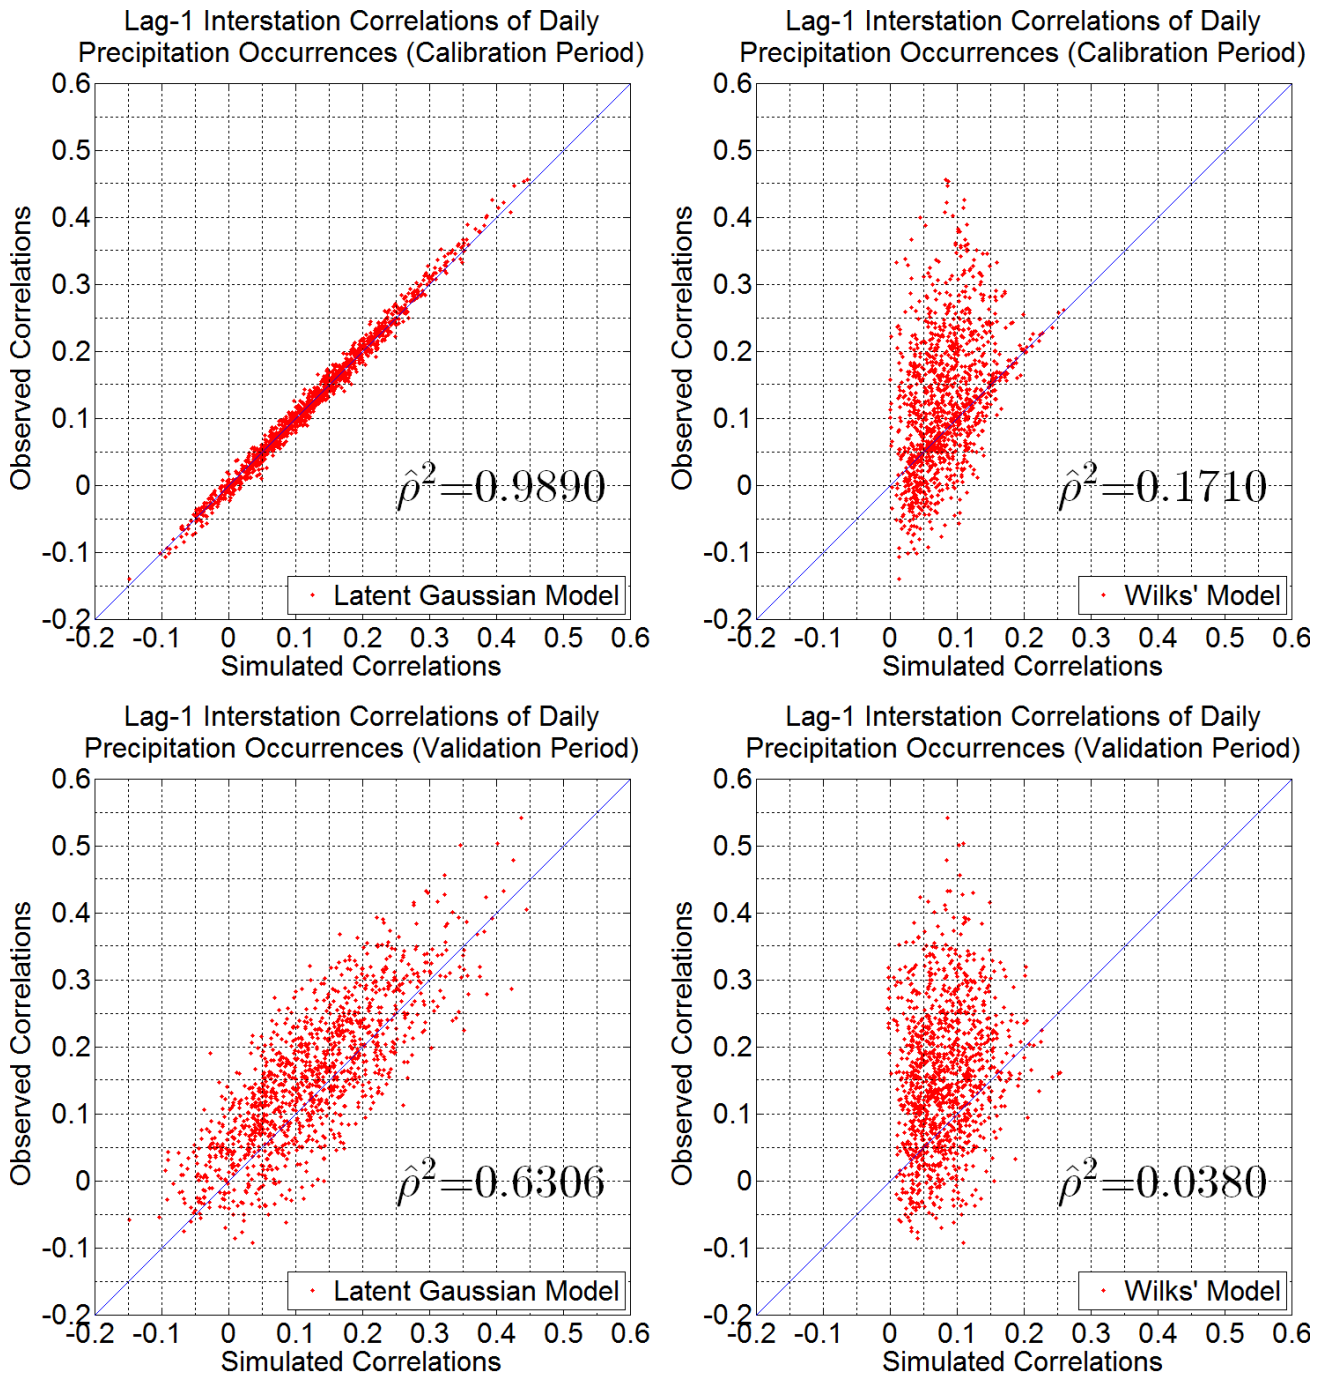 Lag-1 Interstation Correlations of Daily
Precipitation Occurrences (Calibration Period)
0.6
0.5
0.4
0.3
0.2
0.1
0
-0.1
-0.2
Observed Correlations
ρ̂²=0.9890
Latent Gaussian Model
-0.2 -0.1 0 0.1 0.2 0.3 0.4 0.5 0.6
Simulated Correlations
Lag-1 Interstation Correlations of Daily
Precipitation Occurrences (Calibration Period)
0.6
0.5
0.4
0.3
0.2
0.1
0
-0.1
-0.2
Observed Correlations
ρ̂²=0.1710
Wilks' Model
-0.2 -0.1 0 0.1 0.2 0.3 0.4 0.5 0.6
Simulated Correlations
Lag-1 Interstation Correlations of Daily
Precipitation Occurrences (Validation Period)
0.6
0.5
0.4
0.3
0.2
0.1
0
-0.1
-0.2
Observed Correlations
ρ̂²=0.6306
Latent Gaussian Model
-0.2 -0.1 0 0.1 0.2 0.3 0.4 0.5 0.6
Simulated Correlations
Lag-1 Interstation Correlations of Daily
Precipitation Occurrences (Validation Period)
0.6
0.5
0.4
0.3
0.2
0.1
0
-0.1
-0.2
Observed Correlations
ρ̂²=0.0380
Wilks' Model
-0.2 -0.1 0 0.1 0.2 0.3 0.4 0.5 0.6
Simulated Correlations